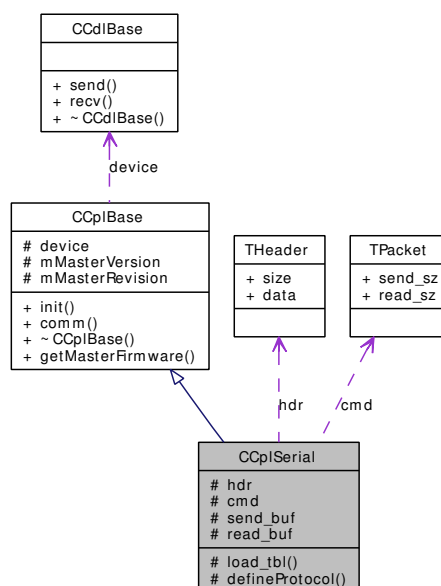 CCdlBase
+ send()
+ recv()
+ ~CCdlBase()
device
CCplBase
# device
# mMasterVersion
# mMasterRevision
+ init()
+ comm()
+ ~CCplBase()
+ getMasterFirmware()
THeader
+ size
+ data
TPacket
+ send_sz
+ read_sz
hdr
cmd
CCplSerial
# hdr
# cmd
# send_buf
# read_buf
# load_tbl()
# defineProtocol()